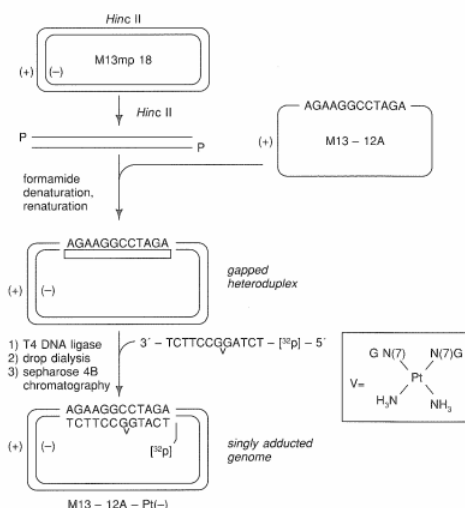 Hinc II
M13mp 18
(+) (–)
Hinc II
P
P
AGAAGGCCTAGA
(+)
M13 – 12A
formamide
denaturation,
renaturation
AGAAGGCCTAGA
gapped
heteroduplex
(+) (–)
1) T4 DNA ligase
2) drop dialysis
3) sepharose 4B
chromatography
3´ – TCTTCCGGATCT – [32p] – 5´
V=
G N(7) N(7)G
Pt
H3N NH3
AGAAGGCCTAGA
TCTTCCGGTACT
(+) (–)
[32p]
singly adducted
genome
M13 – 12A – Pt(–)